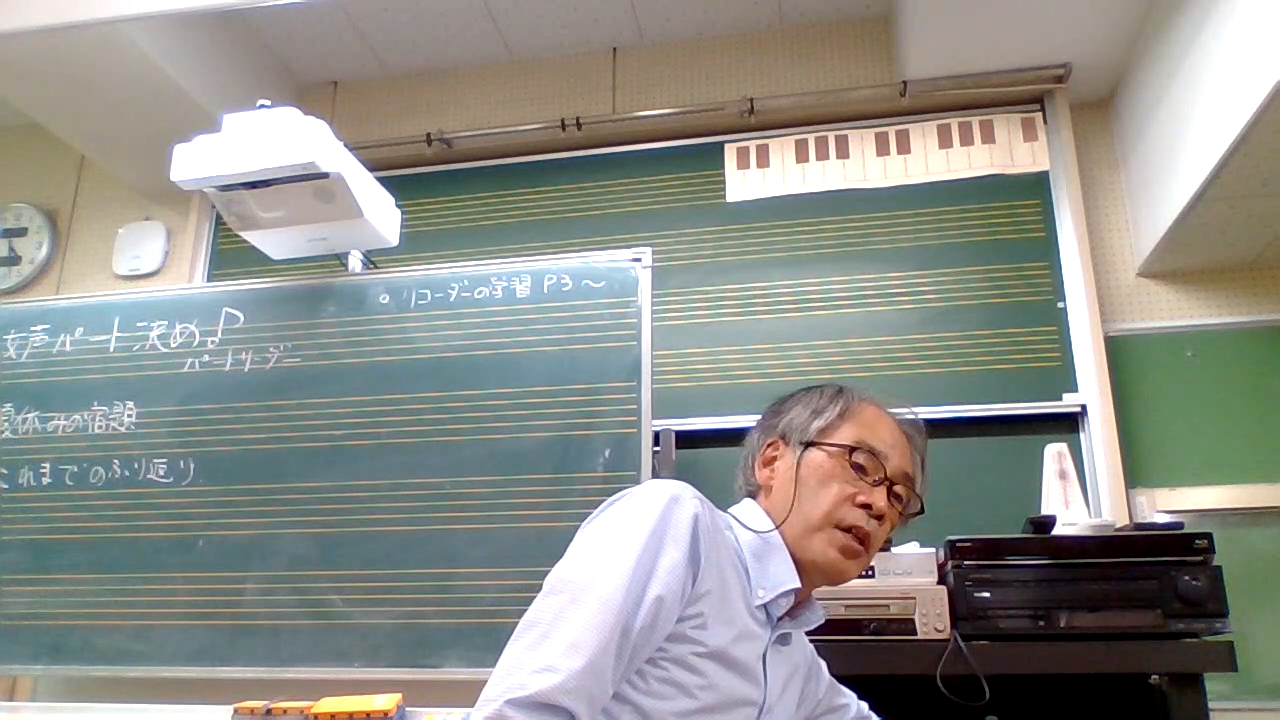 。リコーダーの学習 P3～
女声パート決め♪
パートリーダー
夏休みの宿題
これまでのふり返り